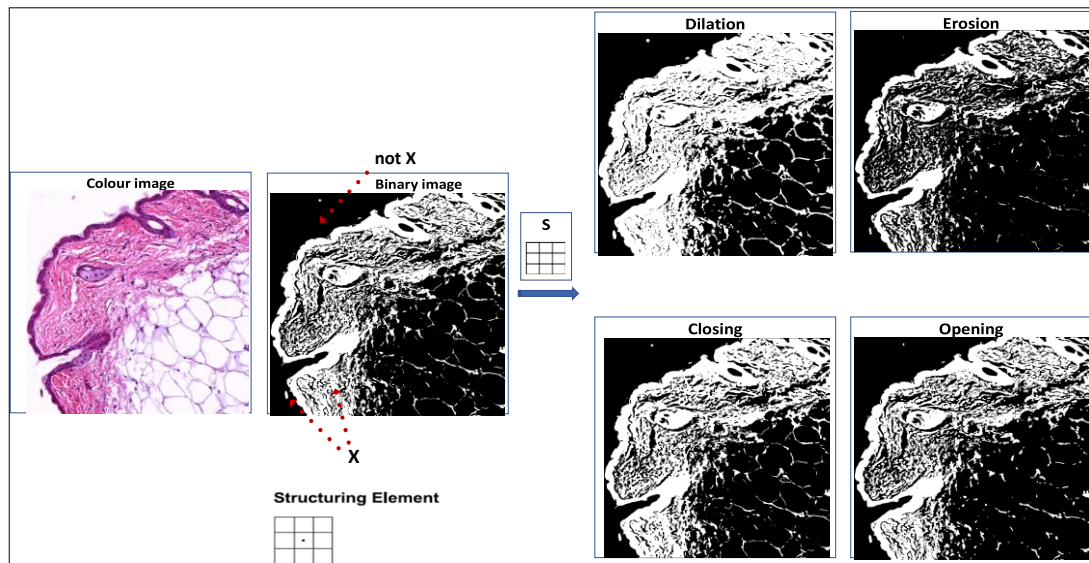 Dilation
Erosion
not X
Colour image
Binary image
S
Closing
Opening
X
Structuring Element